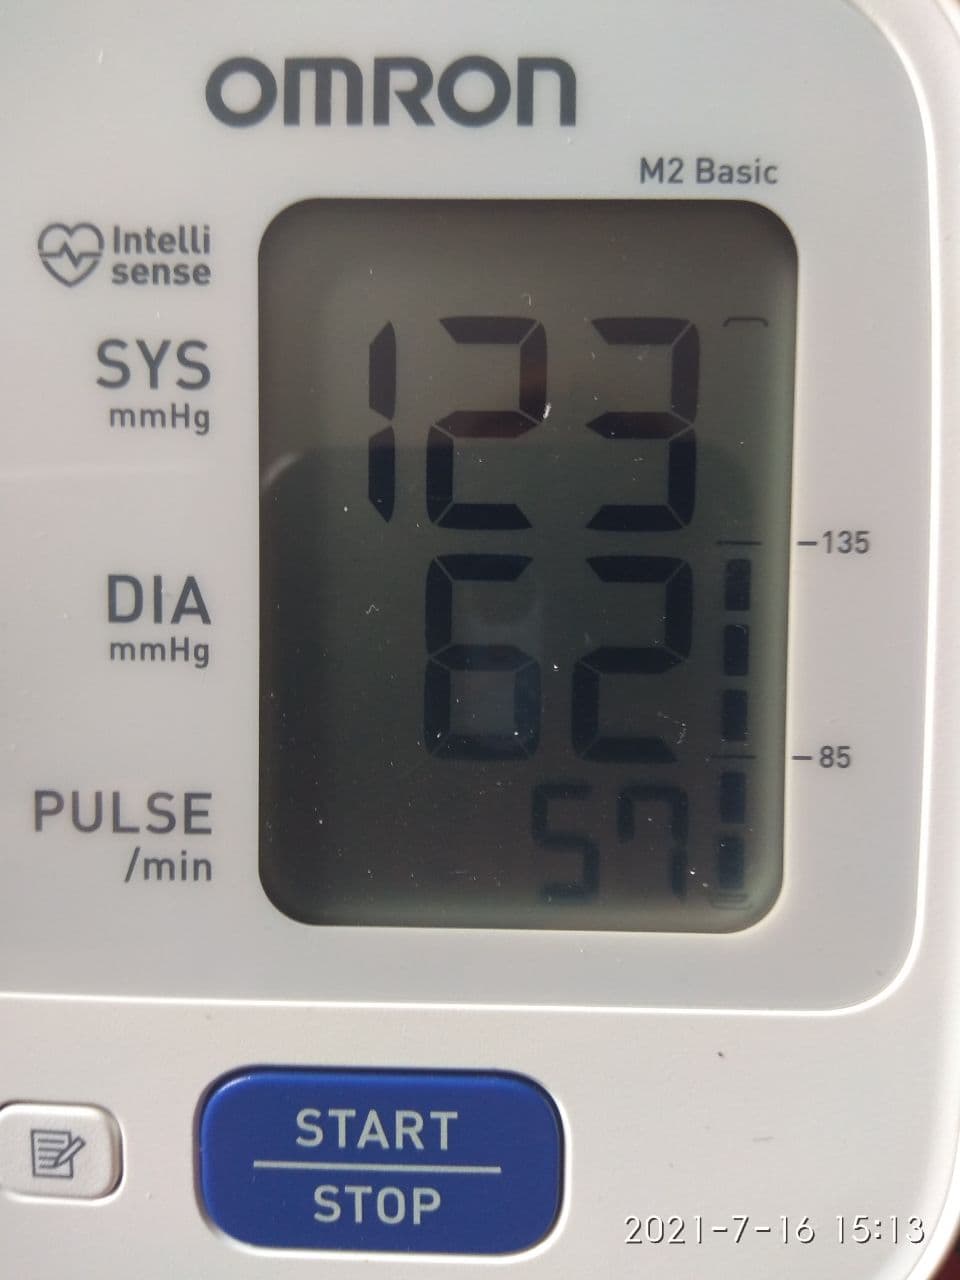 OMRON
M2 Basic
Intelli
sense
SYS
mmHg
123
135
DIA
mmHg
62
85
PULSE
/min
57
START
STOP
2021-7-16 15:13